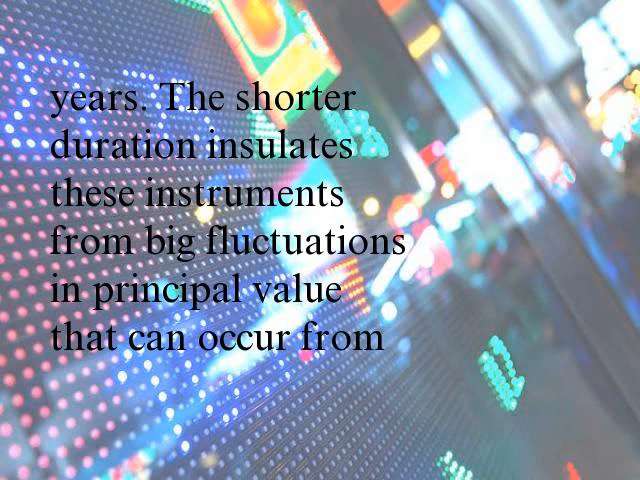 years. The shorter
duration insulates
these instruments
from big fluctuations
in principal value
that can occur from